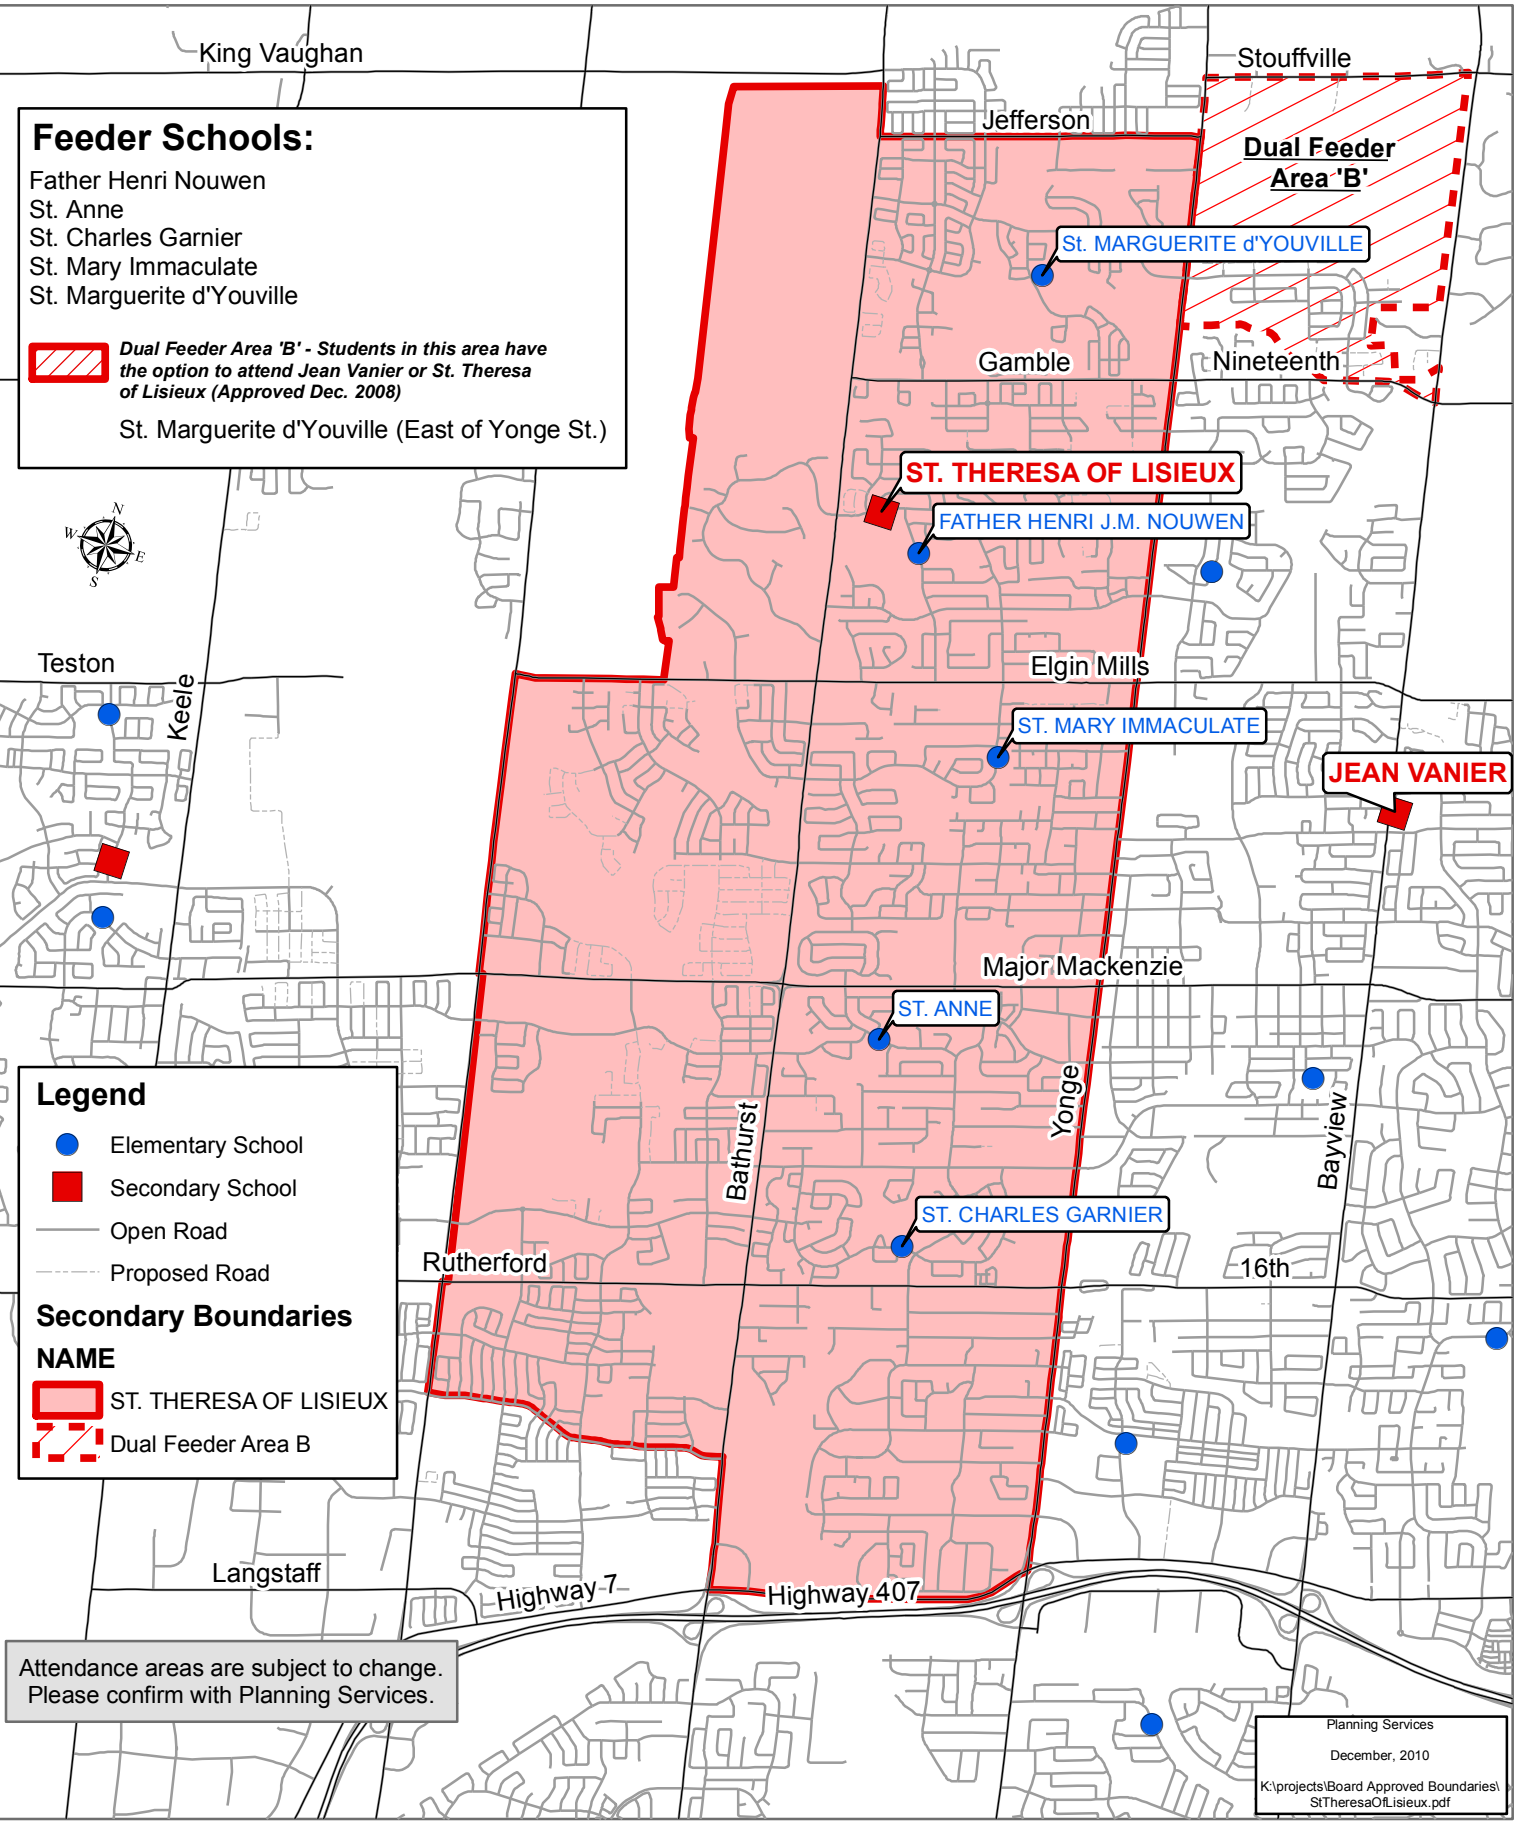 King Vaughan
Stouffville
Feeder Schools:
Father Henri Nouwen
St. Anne
St. Charles Garnier
St. Mary Immaculate
St. Marguerite d'Youville
Dual Feeder Area 'B' - Students in this area have
the option to attend Jean Vanier or St. Theresa
of Lisieux (Approved Dec. 2008)
St. Marguerite d'Youville (East of Yonge St.)
Jefferson
Dual Feeder
Area 'B'
St. MARGUERITE d'YOUVILLE
Gamble
Nineteenth
ST. THERESA OF LISIEUX
FATHER HENRI J.M. NOUWEN
N
W
E
S
Teston
Keele
Elgin Mills
ST. MARY IMMACULATE
JEAN VANIER
Major Mackenzie
ST. ANNE
Yonge
Bathurst
Bayview
ST. CHARLES GARNIER
Rutherford
16th
Legend
Elementary School
Secondary School
Open Road
Proposed Road
Secondary Boundaries
NAME
ST. THERESA OF LISIEUX
Dual Feeder Area B
Langstaff
Highway 7
Highway 407
Attendance areas are subject to change.
Please confirm with Planning Services.
Planning Services
December, 2010
K:\projects\Board Approved Boundaries\
StTheresaOfLisieux.pdf